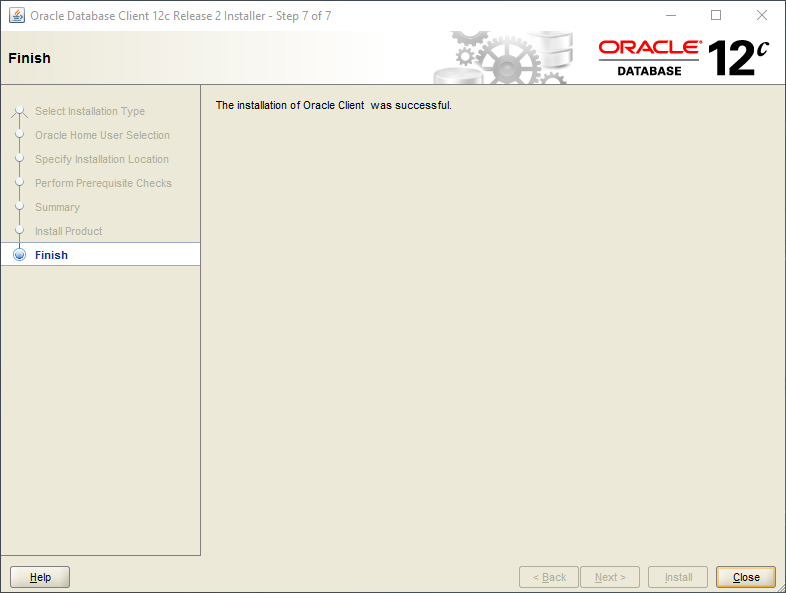 Oracle Database Client 12c Release 2 Installer - Step 7 of 7
Finish
ORACLE®
DATABASE
12c
Select Installation Type
Oracle Home User Selection
Specify Installation Location
Perform Prerequisite Checks
Summary
Install Product
Finish
The installation of Oracle Client  was successful.
Help
< Back
Next >
Install
Close